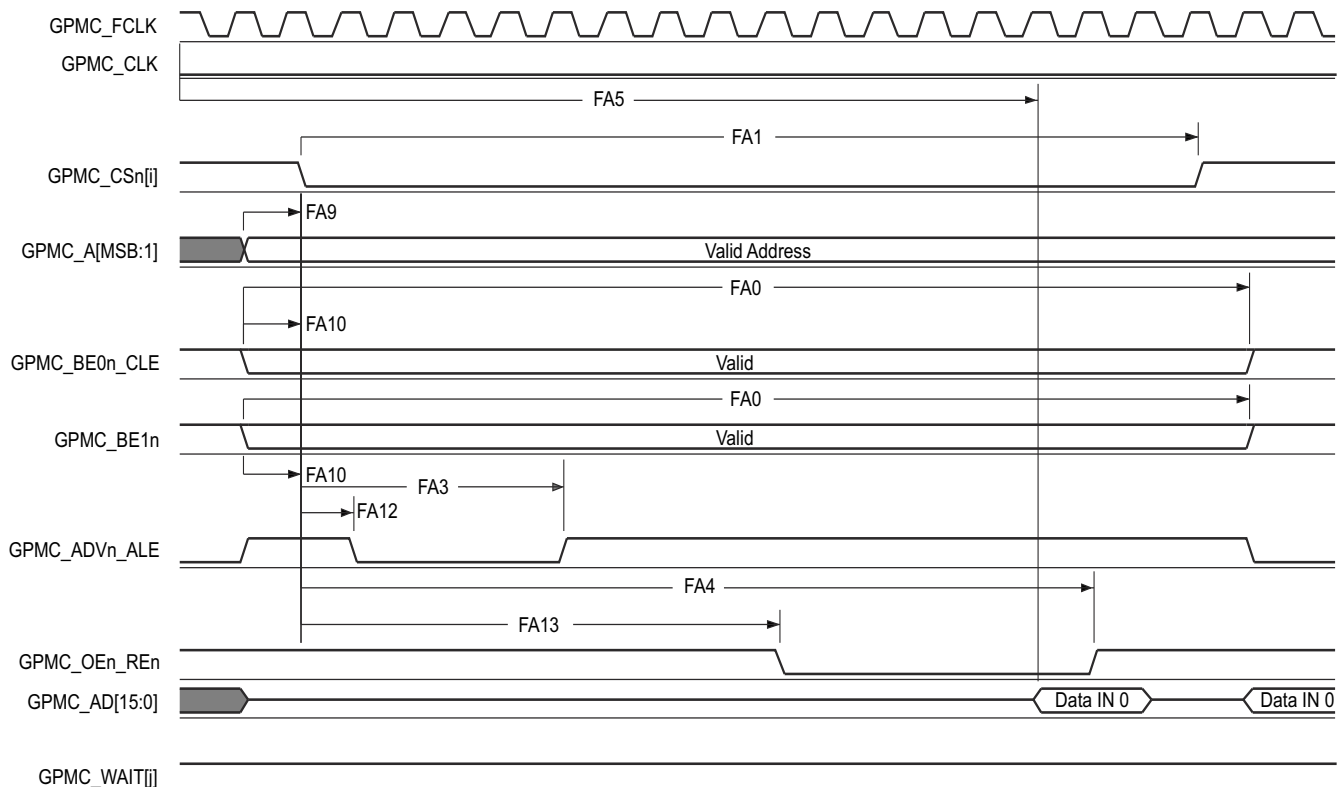 GPMC_FCLK
GPMC_CLK
FA5
FA1
GPMC_CSn[i]
FA9
GPMC_A[MSB:1]
Valid Address
FA0
FA10
GPMC_BE0n_CLE
Valid
FA0
GPMC_BE1n
Valid
FA10
FA3
FA12
GPMC_ADVn_ALE
FA4
FA13
GPMC_OEn_REn
GPMC_AD[15:0]
Data IN 0
Data IN 0
GPMC_WAIT[j]